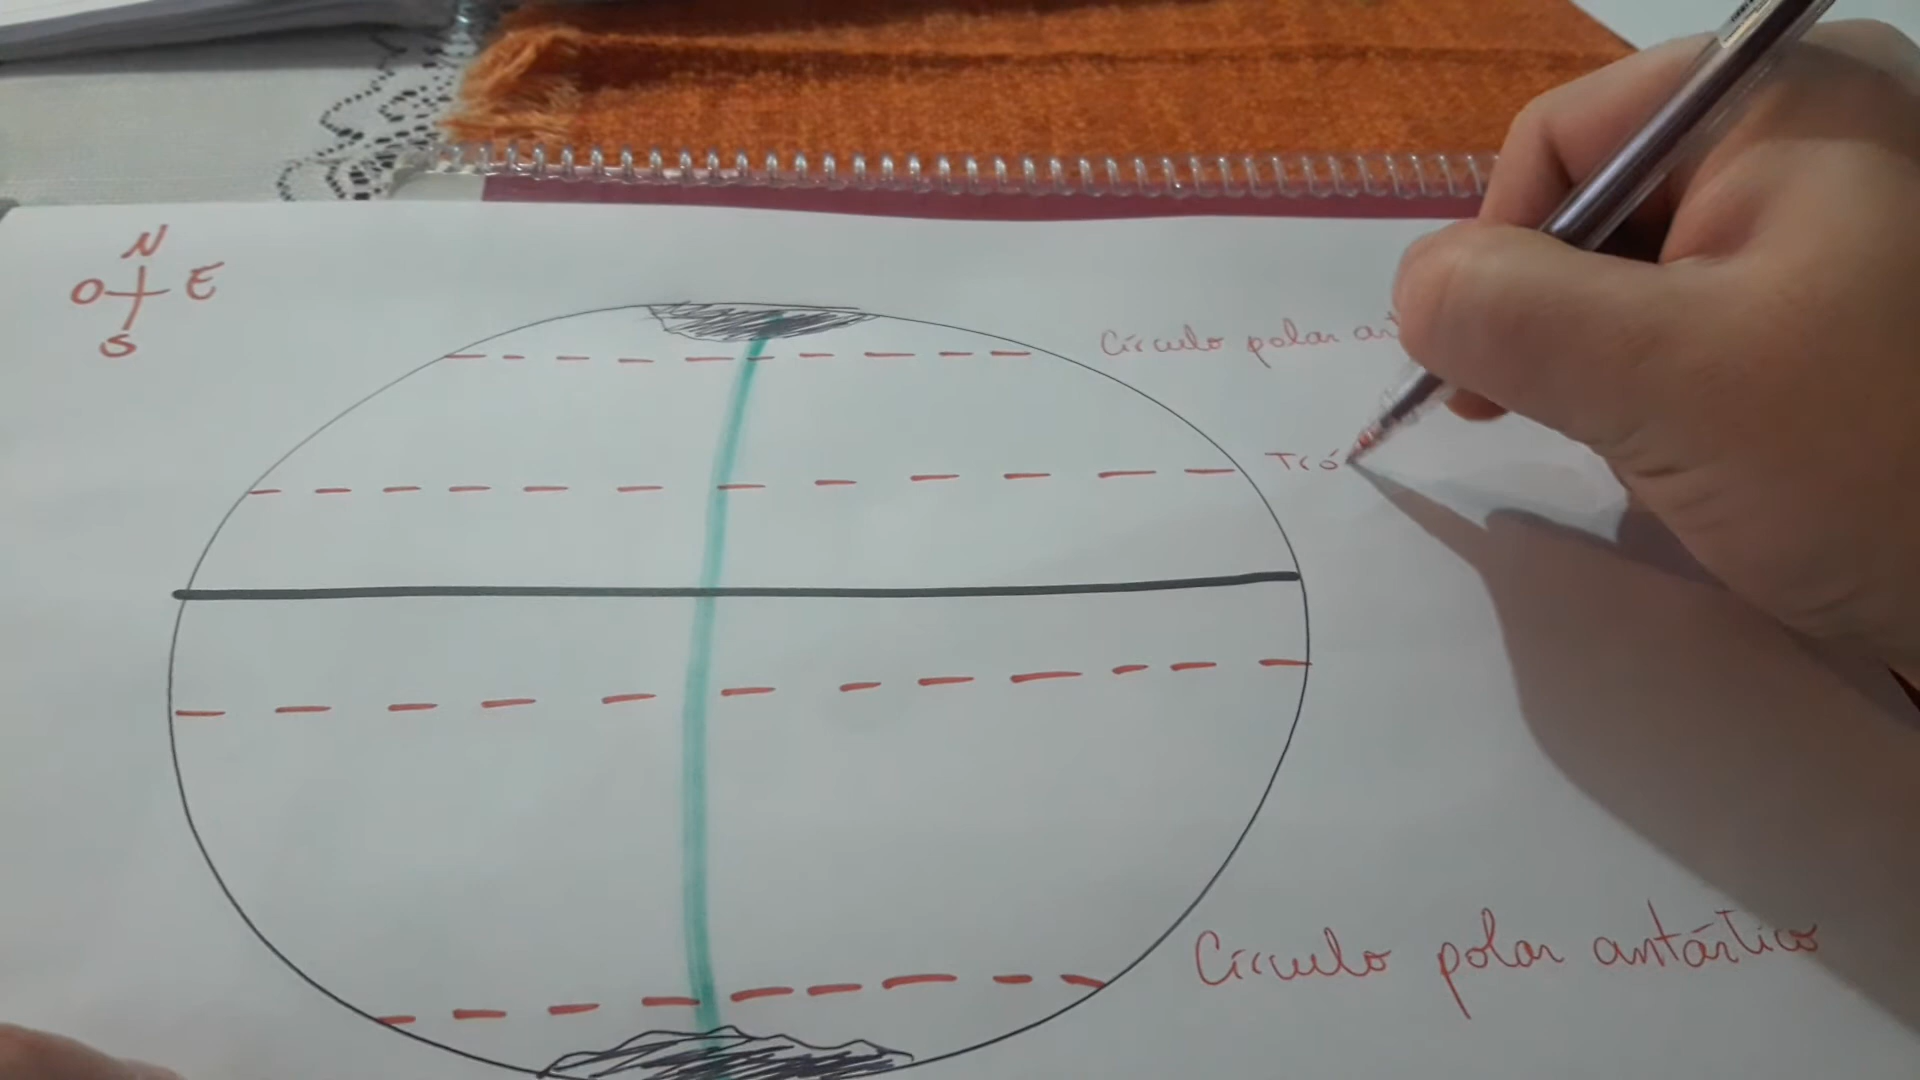 N
O E
S
Círculo polar
Tró
Círculo polar antártico